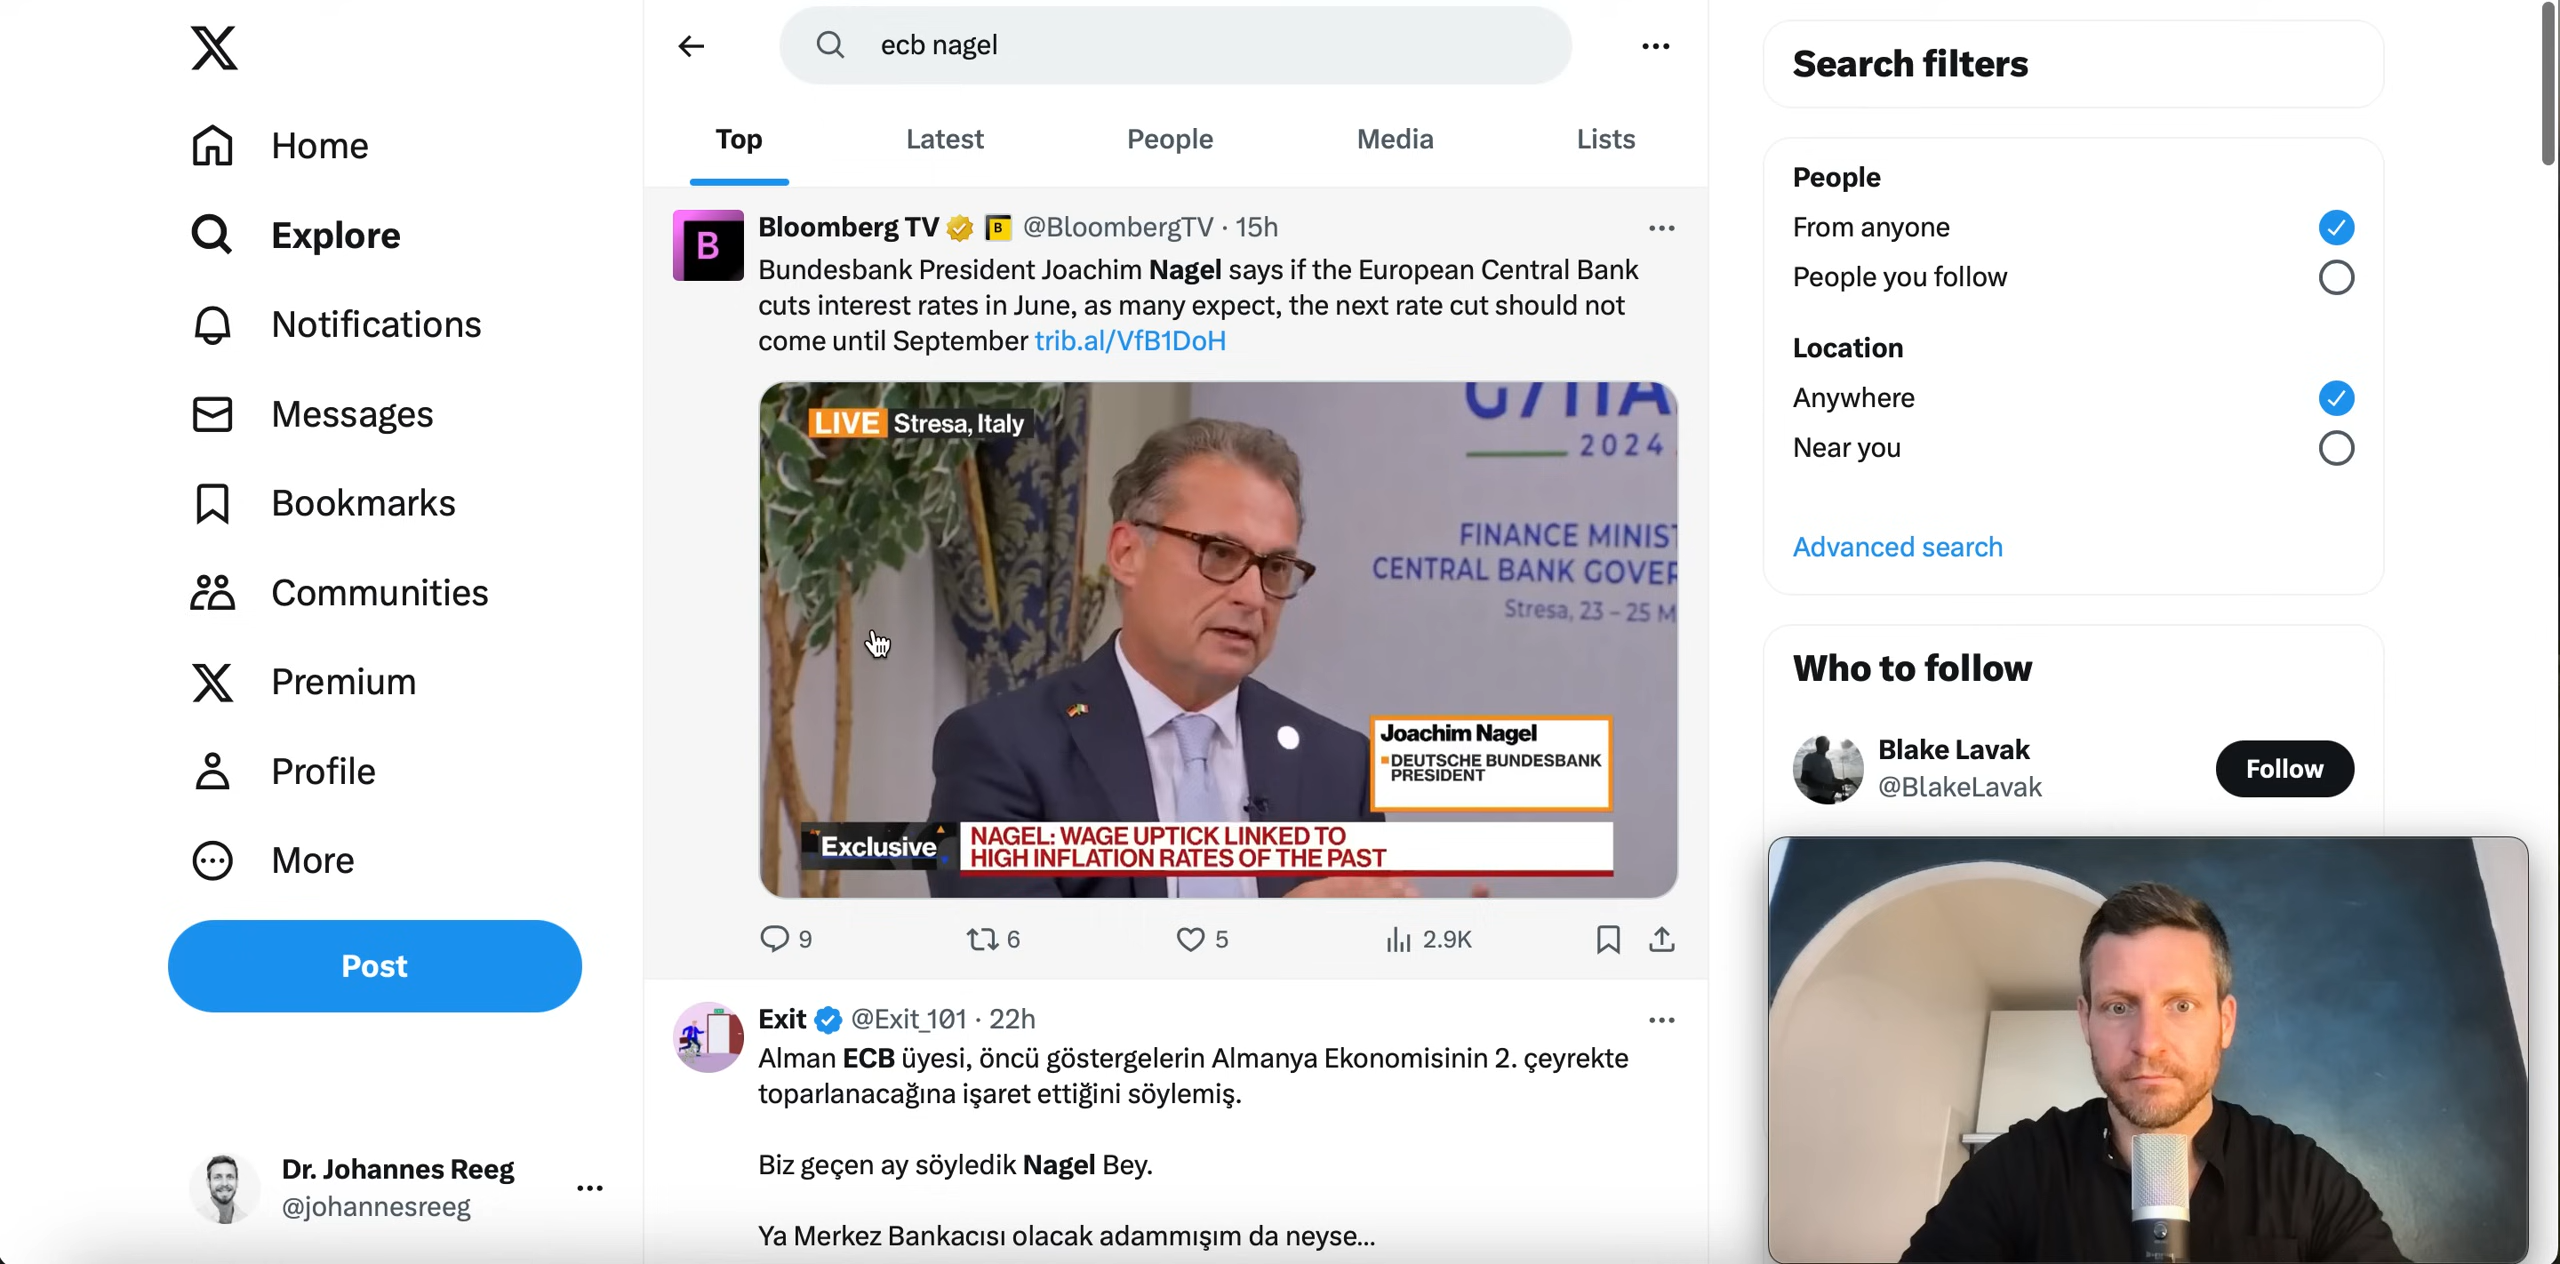 ecb nagel
Top
Latest
People
Media
Lists
Home
Explore
Notifications
Messages
Bookmarks
Communities
Premium
Profile
More
Post
Dr. Johannes Reeg
@johannesreeg
Bloomberg TV B @BloombergTV · 15h
Bundesbank President Joachim Nagel says if the European Central Bank
cuts interest rates in June, as many expect, the next rate cut should not
come until September trib.al/VfB1DoH
B
LIVE Stresa, Italy
G7ITA
2024
FINANCE MINIST
CENTRAL BANK GOVER
Stresa, 23 – 25 M
Joachim Nagel
DEUTSCHE BUNDESBANK
PRESIDENT
Exclusive
NAGEL: WAGE UPTICK LINKED TO
HIGH INFLATION RATES OF THE PAST
9
6
5
2.9K
Exit @Exit_101 · 22h
Alman ECB üyesi, öncü göstergelerin Almanya Ekonomisinin 2. çeyrekte
toparlanacağına işaret ettiğini söylemiş.
Biz geçen ay söyledik Nagel Bey.
Ya Merkez Bankacısı olacak adammışım da neyse...
Search filters
People
From anyone
People you follow
Location
Anywhere
Near you
Advanced search
Who to follow
Blake Lavak
@BlakeLavak
Follow